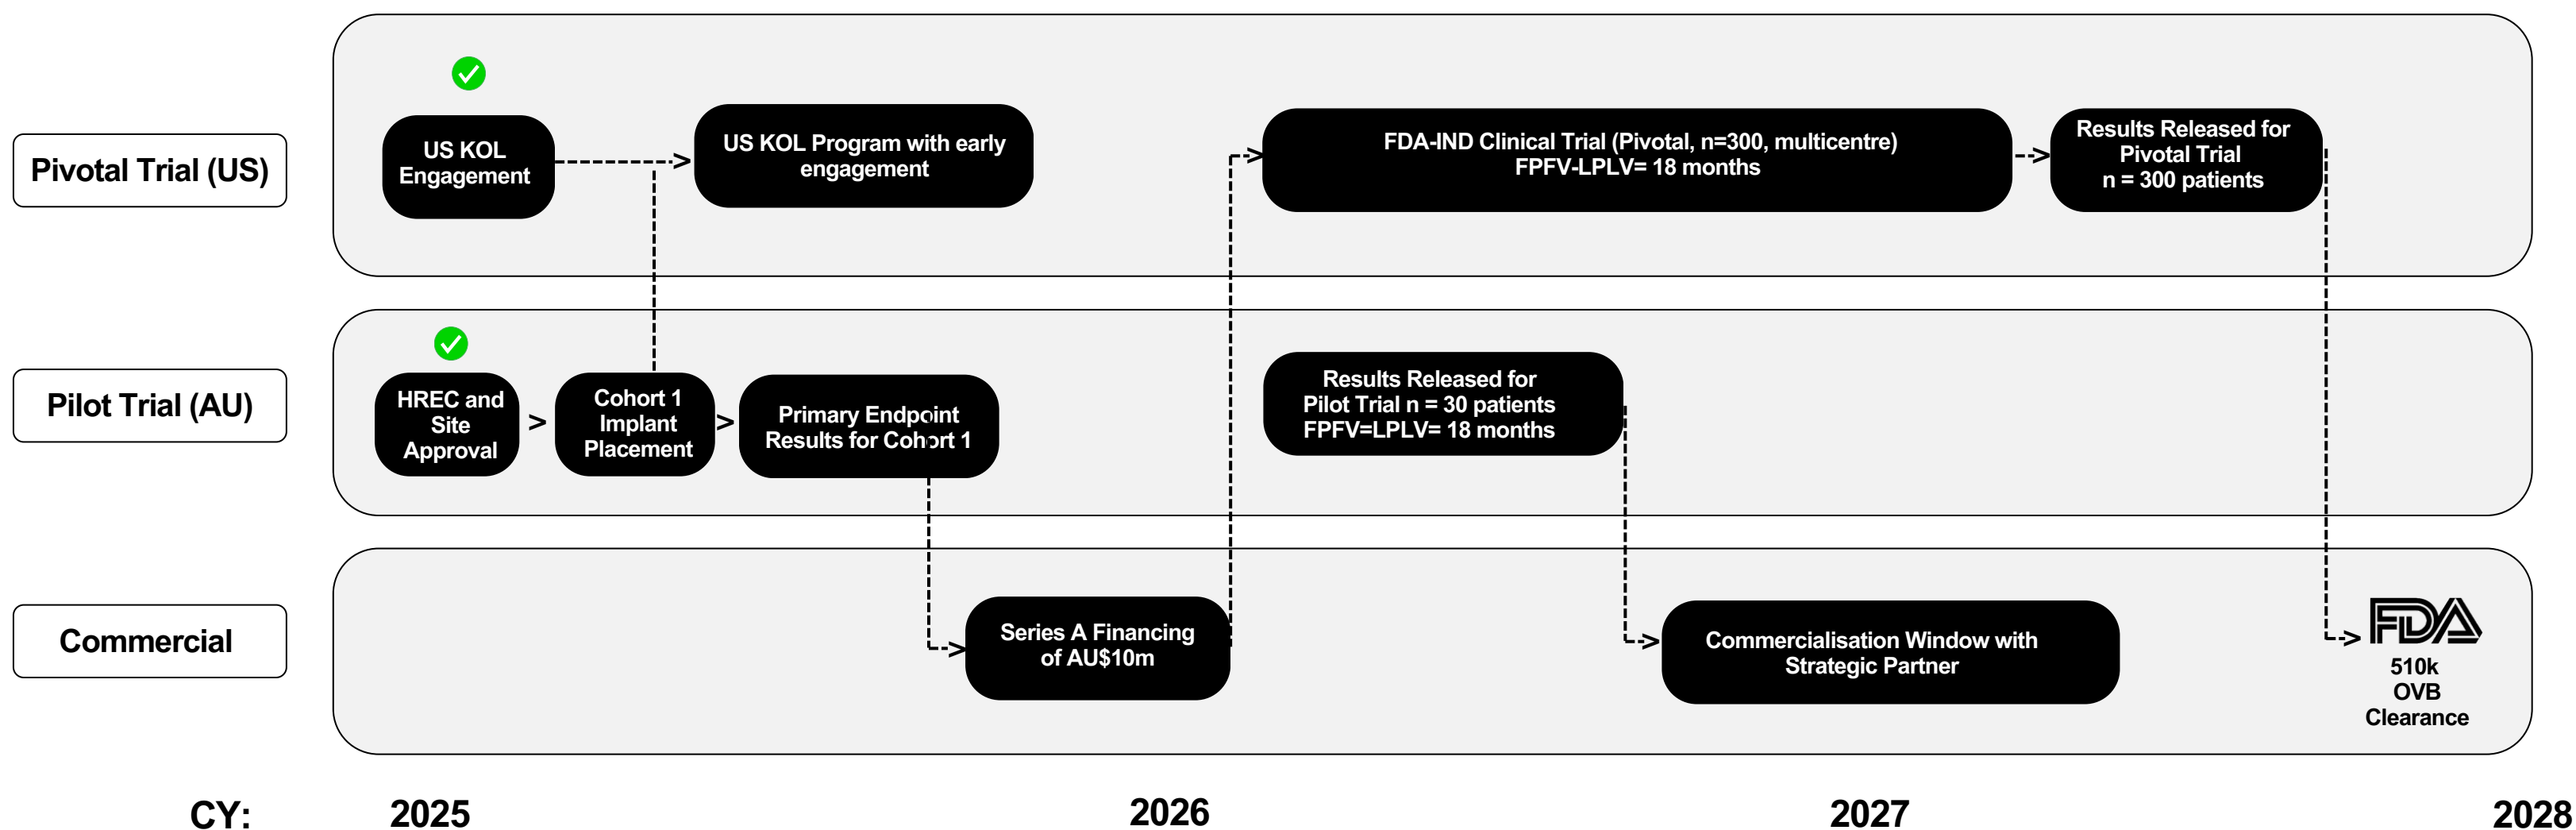 Pivotal Trial (US)
US KOL
Engagement
>
US KOL Program with early
engagement
>
FDA-IND Clinical Trial (Pivotal, n=300, multicentre)
FPFV-LPLV= 18 months
>
Results Released for
Pivotal Trial
n = 300 patients
Pilot Trial (AU)
HREC and
Site
Approval
>
Cohort 1
Implant
Placement
>
Primary Endpoint
Results for Cohort 1
Results Released for
Pilot Trial n = 30 patients
FPFV=LPLV= 18 months
Commercial
>
Series A Financing
of AU$10m
>
Commercialisation Window with
Strategic Partner
>
FDA
510k
OVB
Clearance
CY: 2025 2026 2027 2028